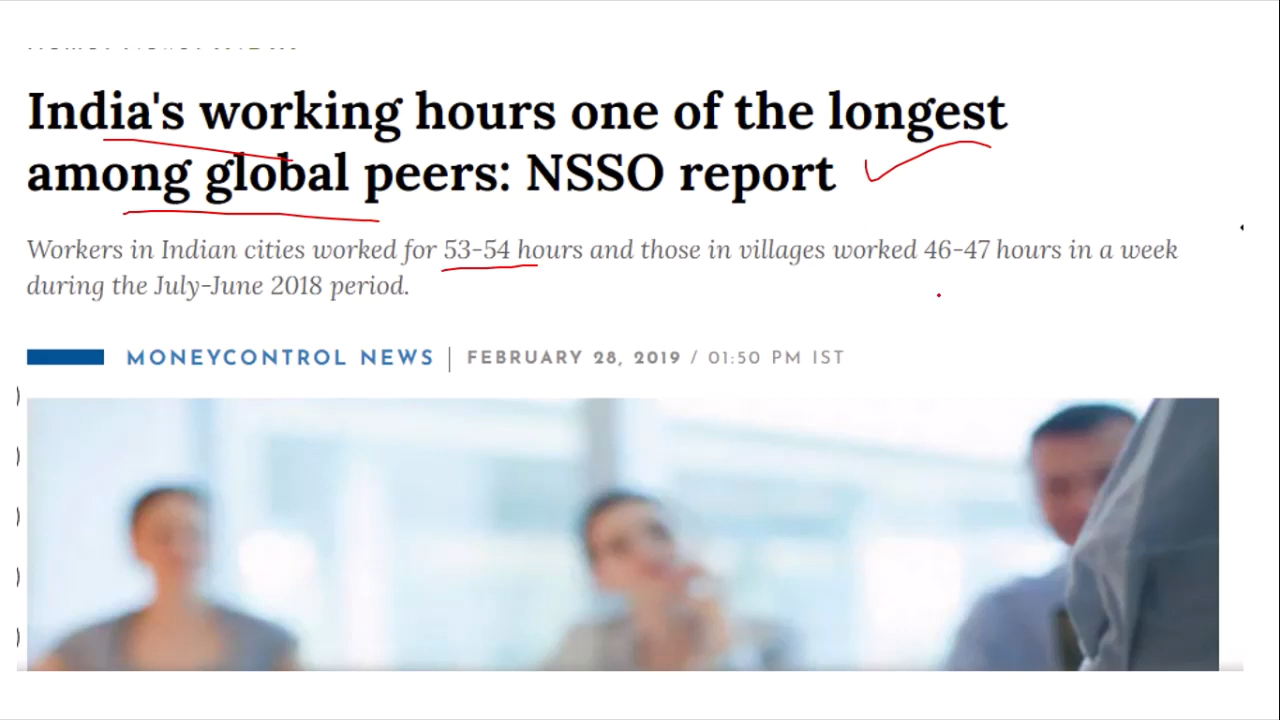 India's working hours one of the longest
among global peers: NSSO report
Workers in Indian cities worked for 53-54 hours and those in villages worked 46-47 hours in a week
during the July-June 2018 period.
MONEYCONTROL NEWS | FEBRUARY 28, 2019 / 01:50 PM IST